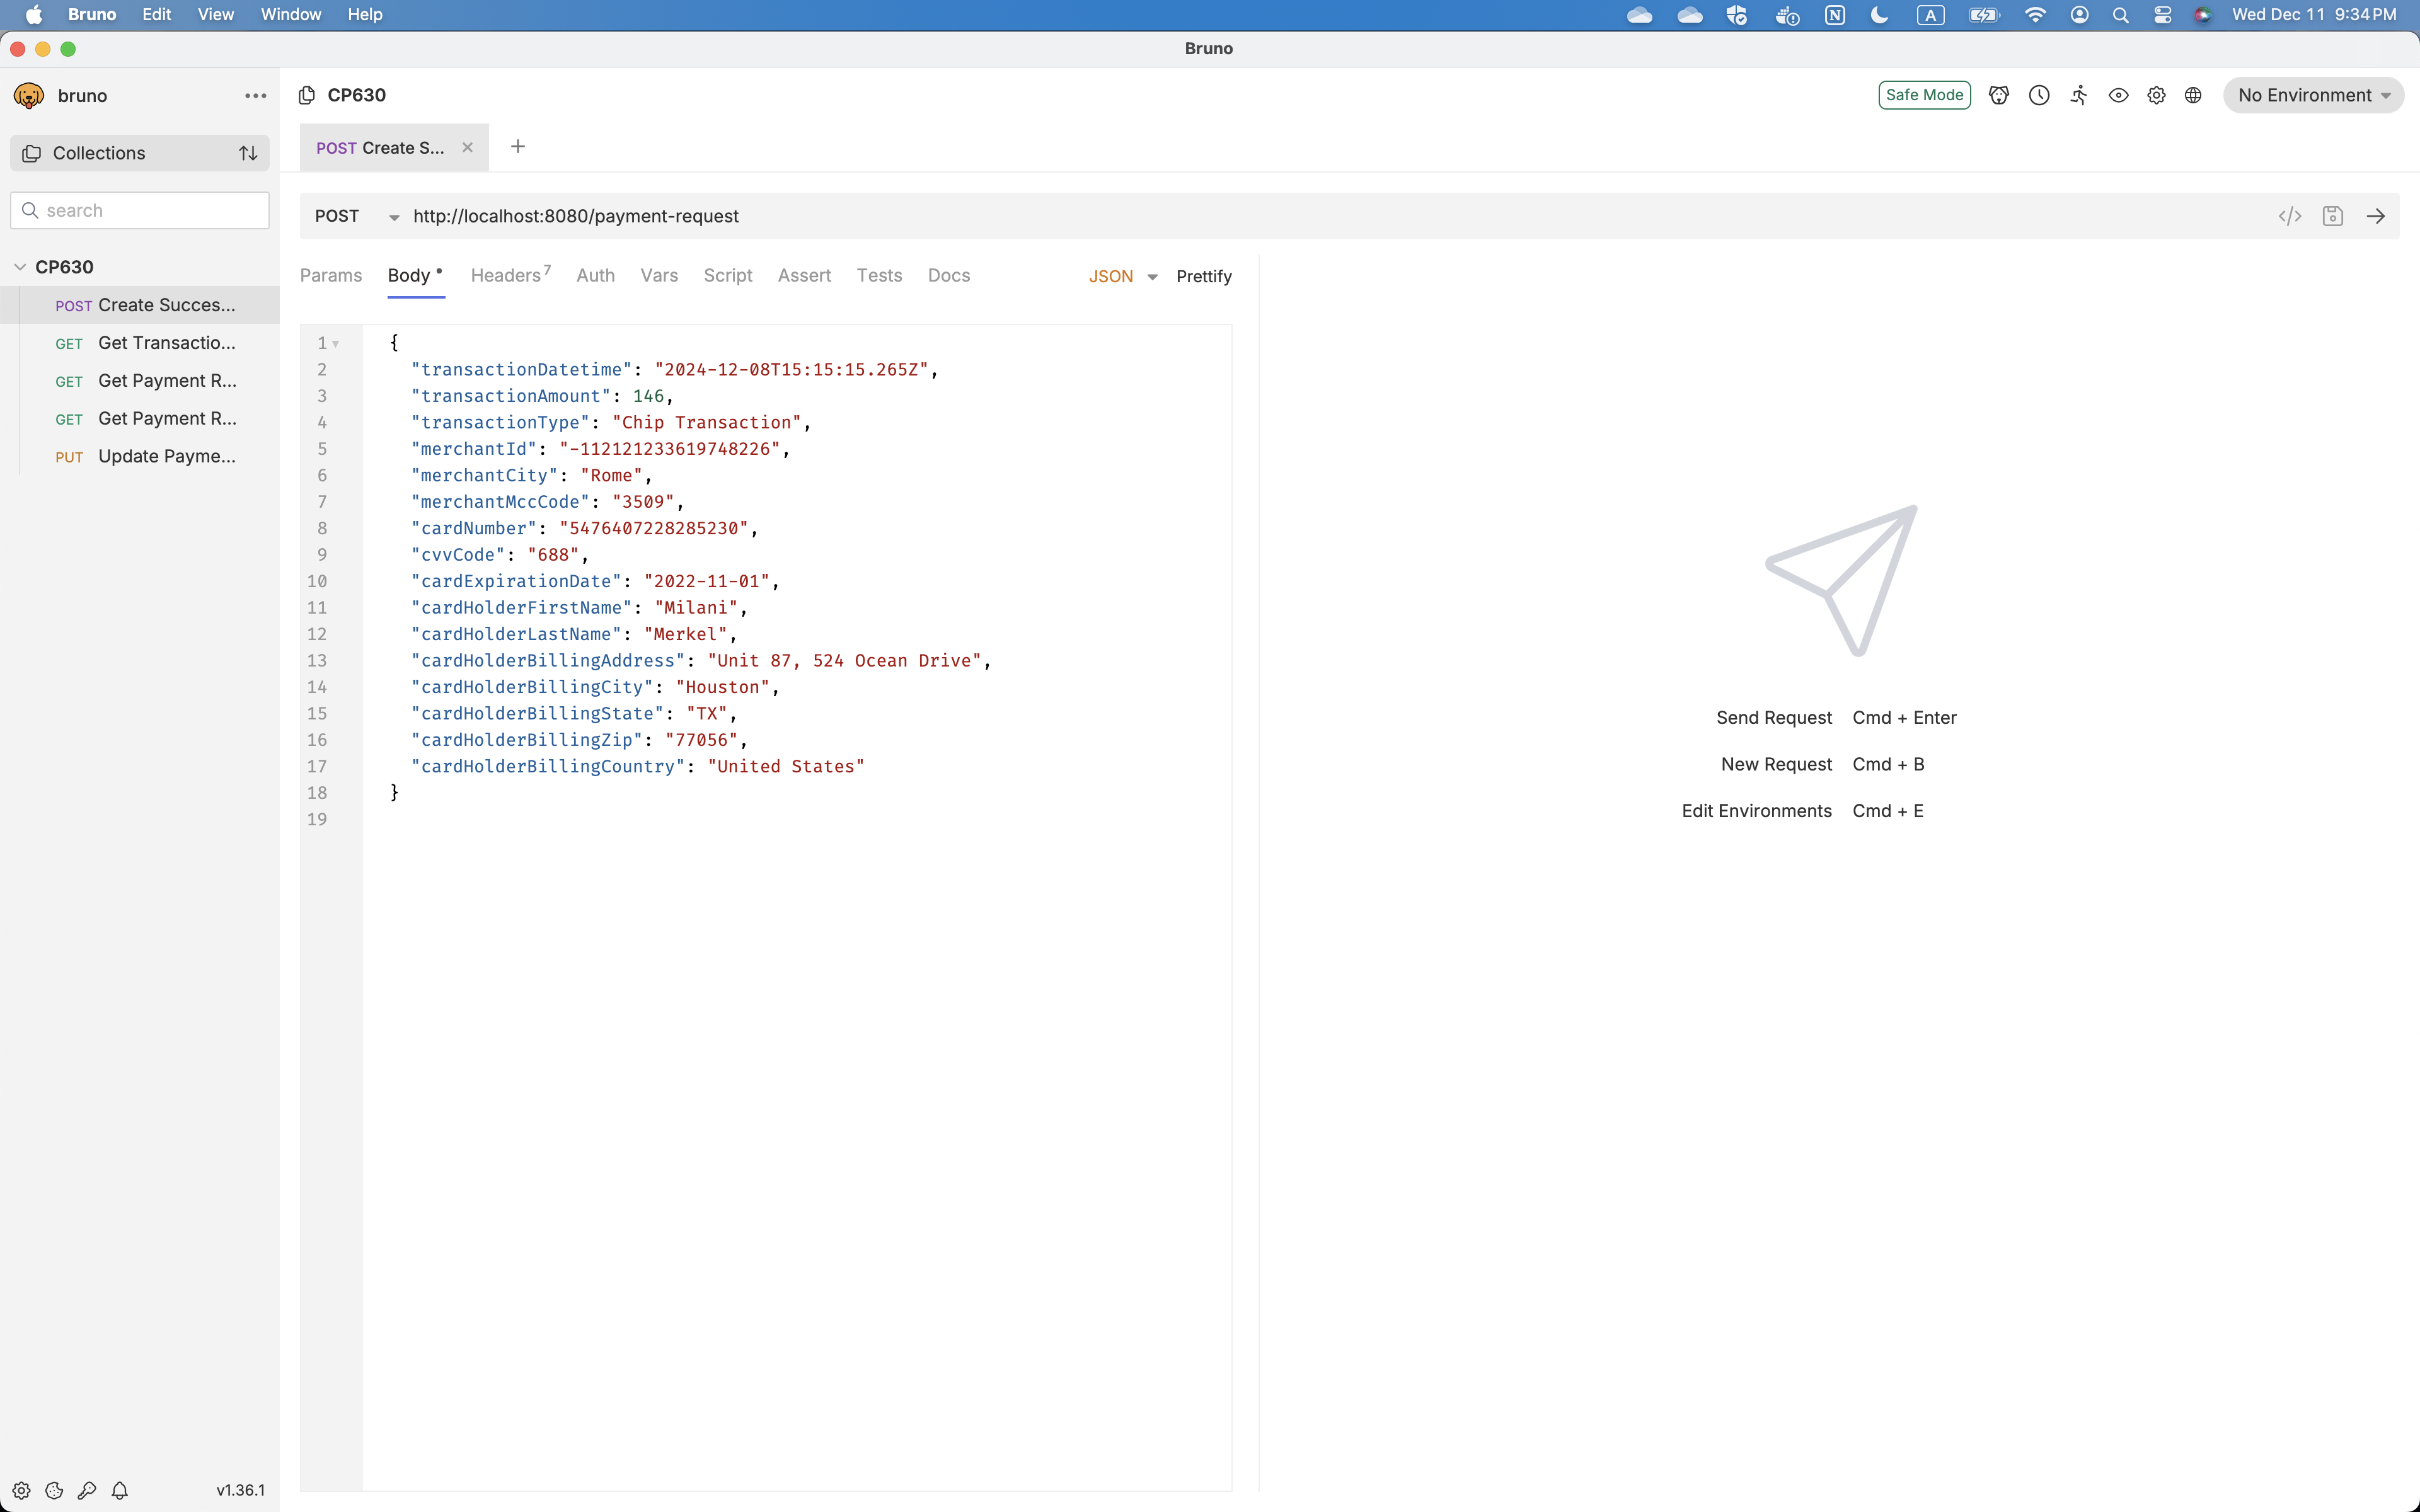 Bruno Edit View Window Help
A
N
Wed Dec 11 9:34 PM
Bruno
bruno
CP630
Safe Mode
No Environment
Collections
POST Create S...
search
POST http://localhost:8080/payment-request
CP630
POST Create Succes...
GET Get Transactio...
GET Get Payment R...
GET Get Payment R...
PUT Update Payme...
Params Body Headers 7 Auth Vars Script Assert Tests Docs
JSON Prettify
1 {
2 "transactionDatetime": "2024-12-08T15:15:15.265Z",
3 "transactionAmount": 146,
4 "transactionType": "Chip Transaction",
5 "merchantId": "-112121233619748226",
6 "merchantCity": "Rome",
7 "merchantMccCode": "3509",
8 "cardNumber": "5476407228285230",
9 "cvvCode": "688",
10 "cardExpirationDate": "2022-11-01",
11 "cardHolderFirstName": "Milani",
12 "cardHolderLastName": "Merkel",
13 "cardHolderBillingAddress": "Unit 87, 524 Ocean Drive",
14 "cardHolderBillingCity": "Houston",
15 "cardHolderBillingState": "TX",
16 "cardHolderBillingZip": "77056",
17 "cardHolderBillingCountry": "United States"
18 }
19
Send Request Cmd + Enter
New Request Cmd + B
Edit Environments Cmd + E
v1.36.1